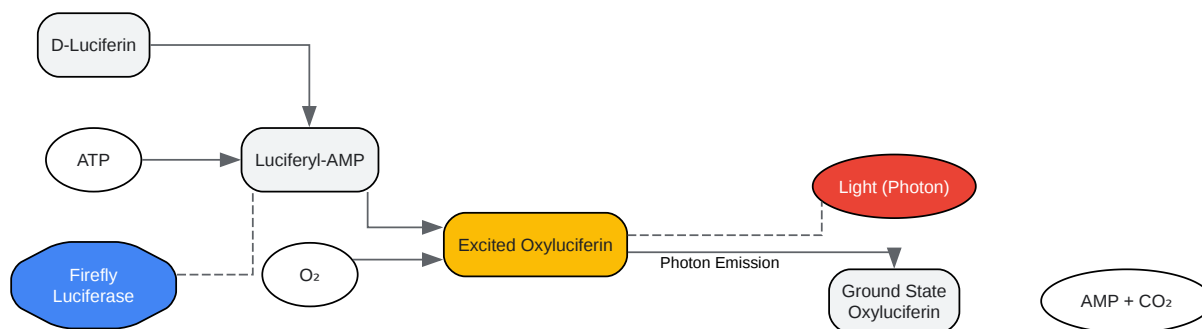 D-Luciferin
ATP
Luciferyl-AMP
Light (Photon)
Firefly
Luciferase
O₂
Excited Oxyluciferin
Photon Emission
Ground State
Oxyluciferin
AMP + CO₂